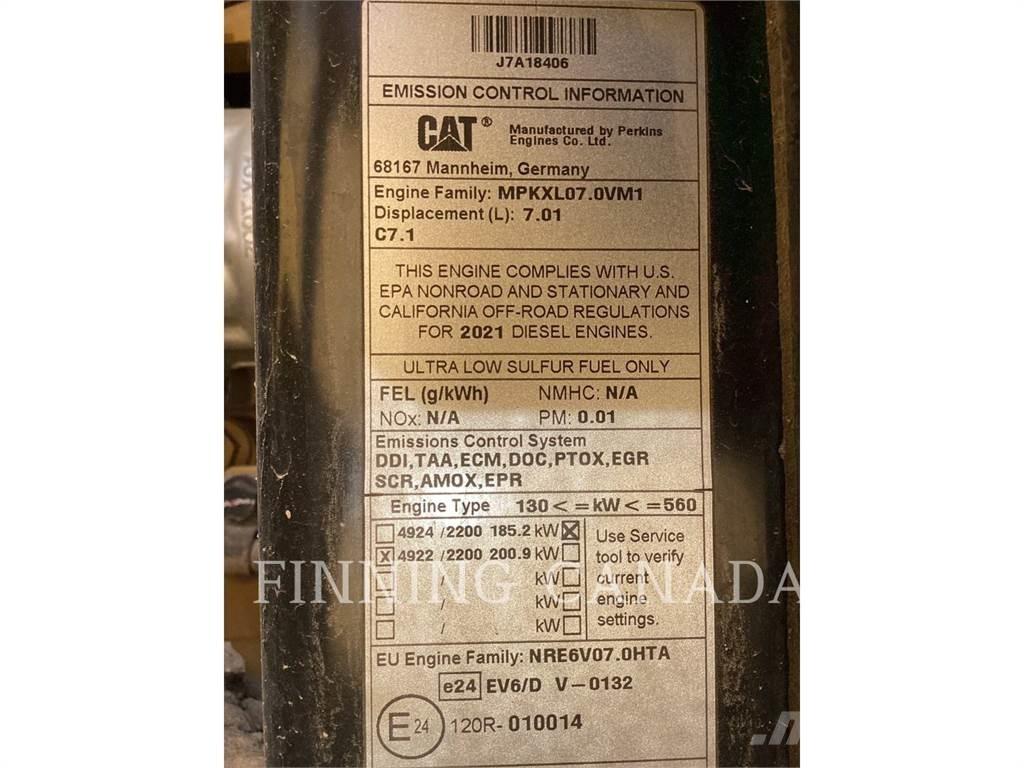 J7A18406
EMISSION CONTROL INFORMATION
CAT® Manufactured by Perkins
Engines Co. Ltd.
68167 Mannheim, Germany
Engine Family: MPKXL07.0VM1
Displacement (L): 7.01
C7.1
THIS ENGINE COMPLIES WITH U.S.
EPA NONROAD AND STATIONARY AND
CALIFORNIA OFF-ROAD REGULATIONS
FOR 2021 DIESEL ENGINES.
ULTRA LOW SULFUR FUEL ONLY
FEL (g/kWh) NMHC: N/A
NOx: N/A PM: 0.01
Emissions Control System
DDI,TAA,ECM,DOC,PTOX,EGR
SCR,AMOX,EPR
Engine Type 130 < =kW < =560
4924 /2200 185.2 kW X
X 4922 /2200 200.9 kW
/ kW
/ kW
/ kW
Use Service
tool to verify
current
engine
settings.
FINNING CANADA
EU Engine Family: NRE6V07.0HTA
e24 EV6/D V-0132
E 24 120R-010014